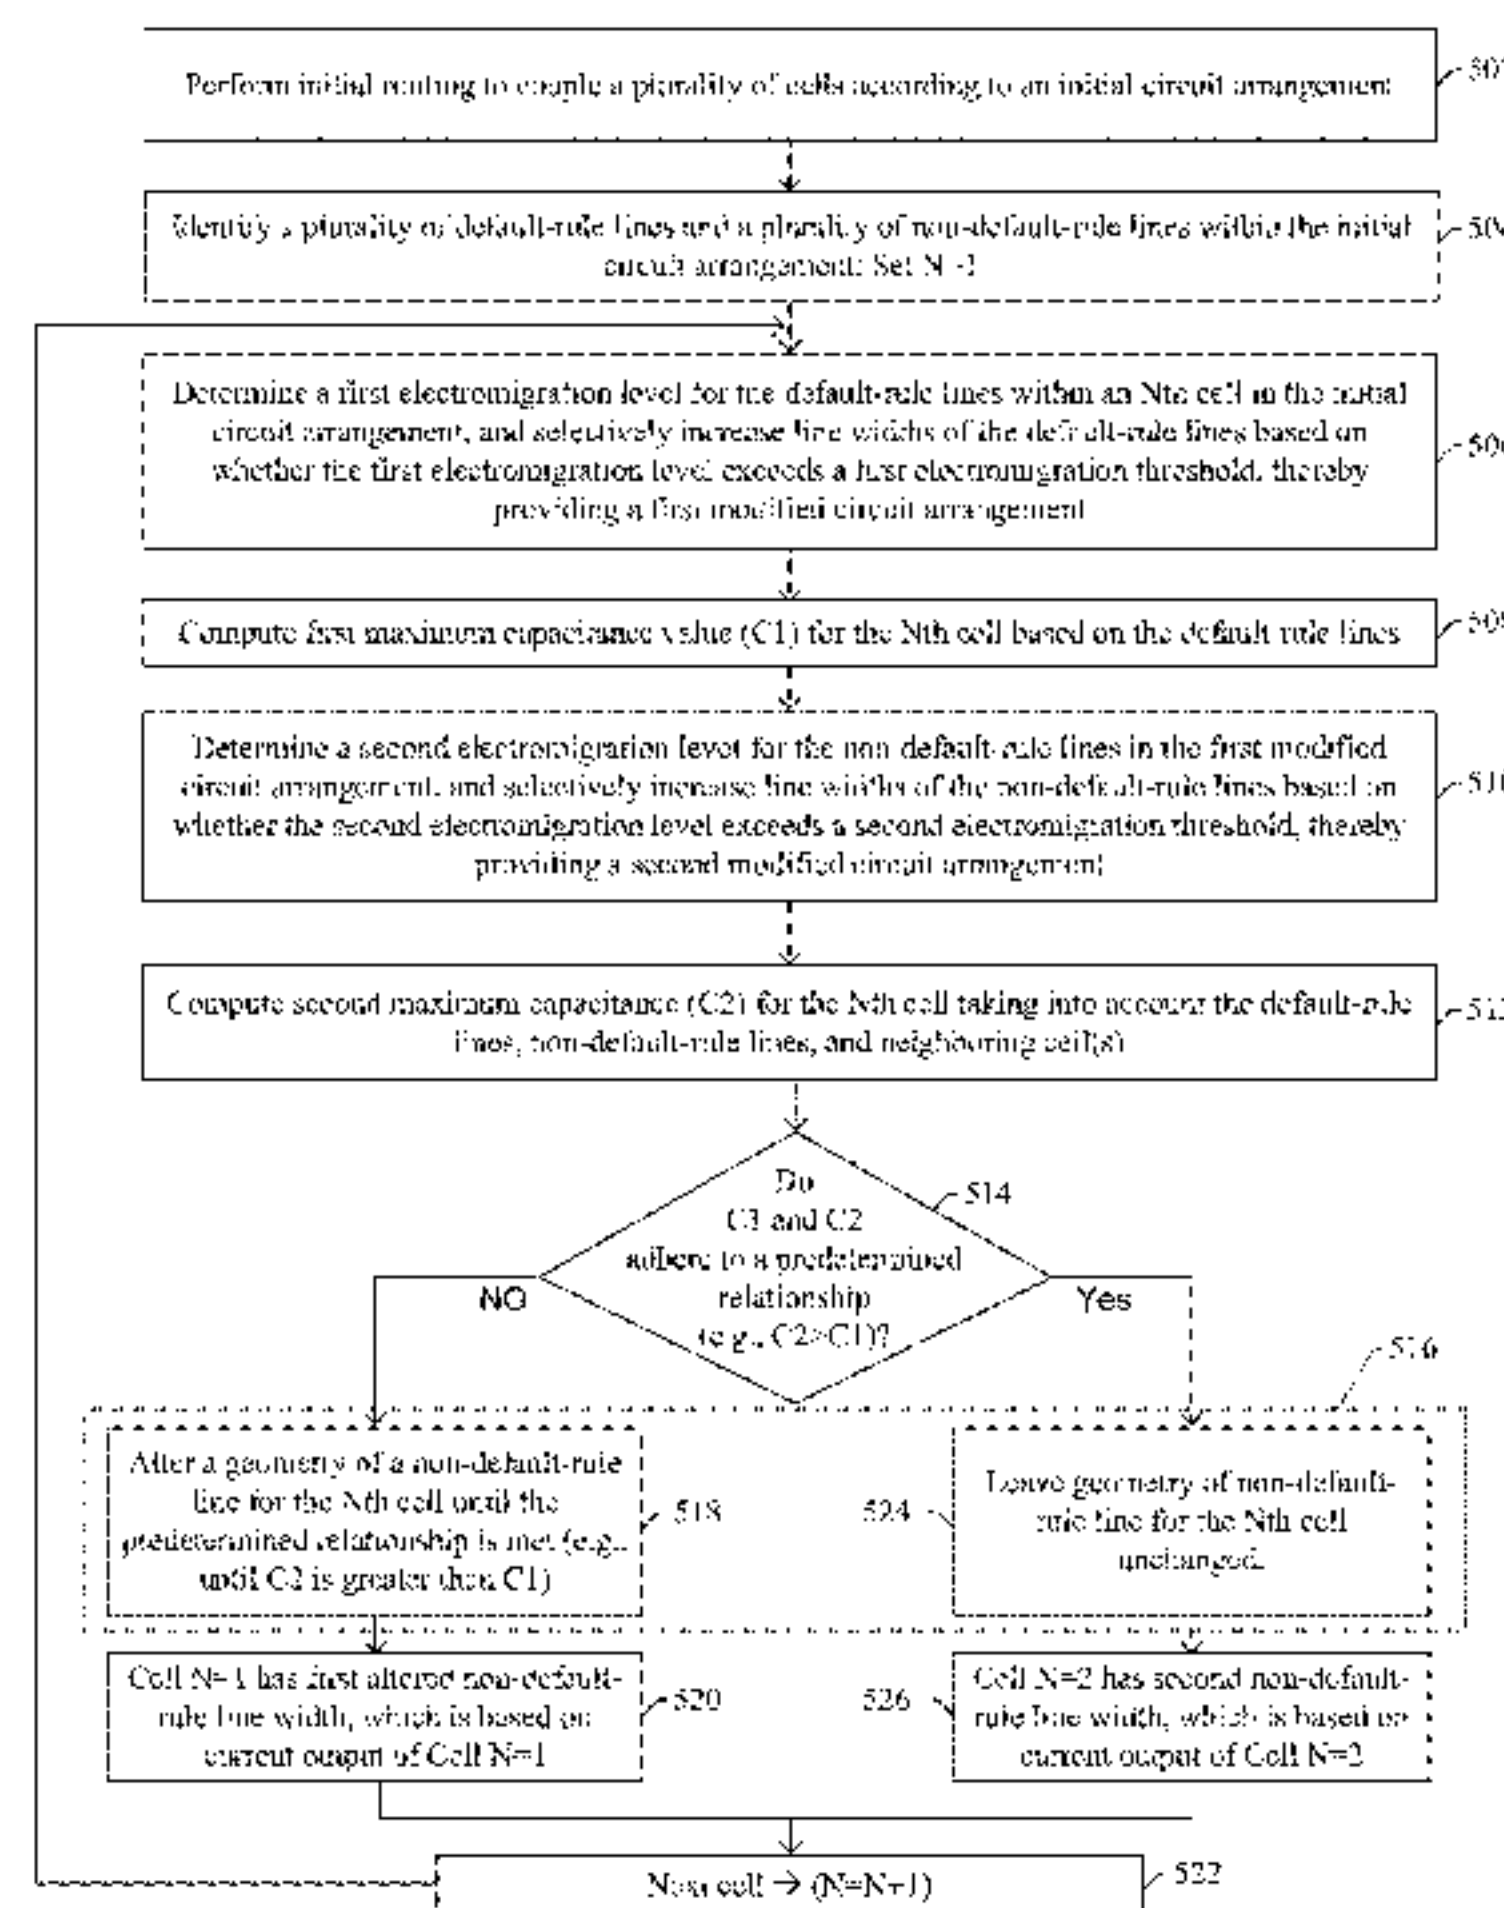 Perform initial routing to couple a plurality of cells according to an initial circuit arrangement
Identify a plurality of default-rule lines and a plurality of non-default-rule lines within the initial
circuit arrangement; Set N
Determine a first electromigration level for the default-rule lines within an Nth cell in the initial
circuit arrangement, and selectively increase line widths of the default-rule lines based on
whether the first electromigration level exceeds a first electromigration threshold, thereby
providing a first modified circuit arrangement
506
Compute first maximum capacitance value (C1) for the Nth cell based on the default rule lines
Determine a second electromigration level for the non-default-rule lines in the first modified
circuit arrangement, and selectively increase line widths of the non-default-rule lines based on
whether the second electromigration level exceeds a second electromigration threshold, thereby
providing a second modified circuit arrangement
510
Compute second maximum capacitance (C2) for the Nth cell taking into account the default-rule
lines, non-default-rule lines, and neighboring cell(s)
Do
C1 and C2
adhere to a predetermined
relationship
(e.g., C2>C1)?
514
NO
Yes
516
Alter a geometry of a non-default-rule
line for the Nth cell until the
predetermined relationship is met (e.g.,
until C2 is greater than C1)
518
524
Leave geometry of non-default-
rule line for the Nth cell
unchanged.
Cell N=1 has first altered non-default-
rule line width, which is based on
current output of Cell N=1
520
526
Cell N=2 has second non-default-
rule line width, which is based on
current output of Cell N=2
Next cell → (N=N+1)
522